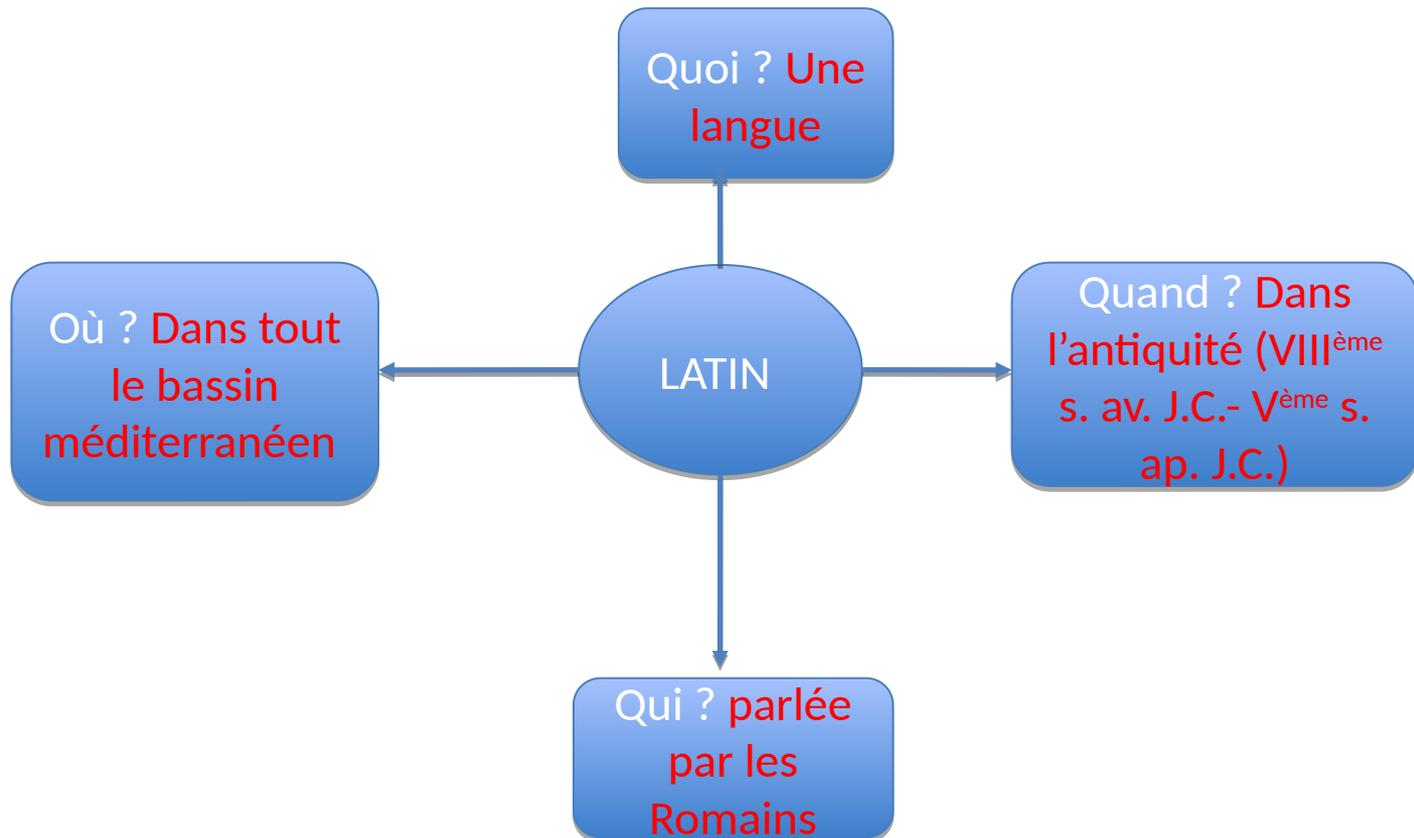 Quoi ? Une
langue
Où ? Dans tout
le bassin
méditerranéen
LATIN
Quand ? Dans
l’antiquité (VIIIème
s. av. J.C.- Vème s.
ap. J.C.)
Qui ? parlée
par les
Romains